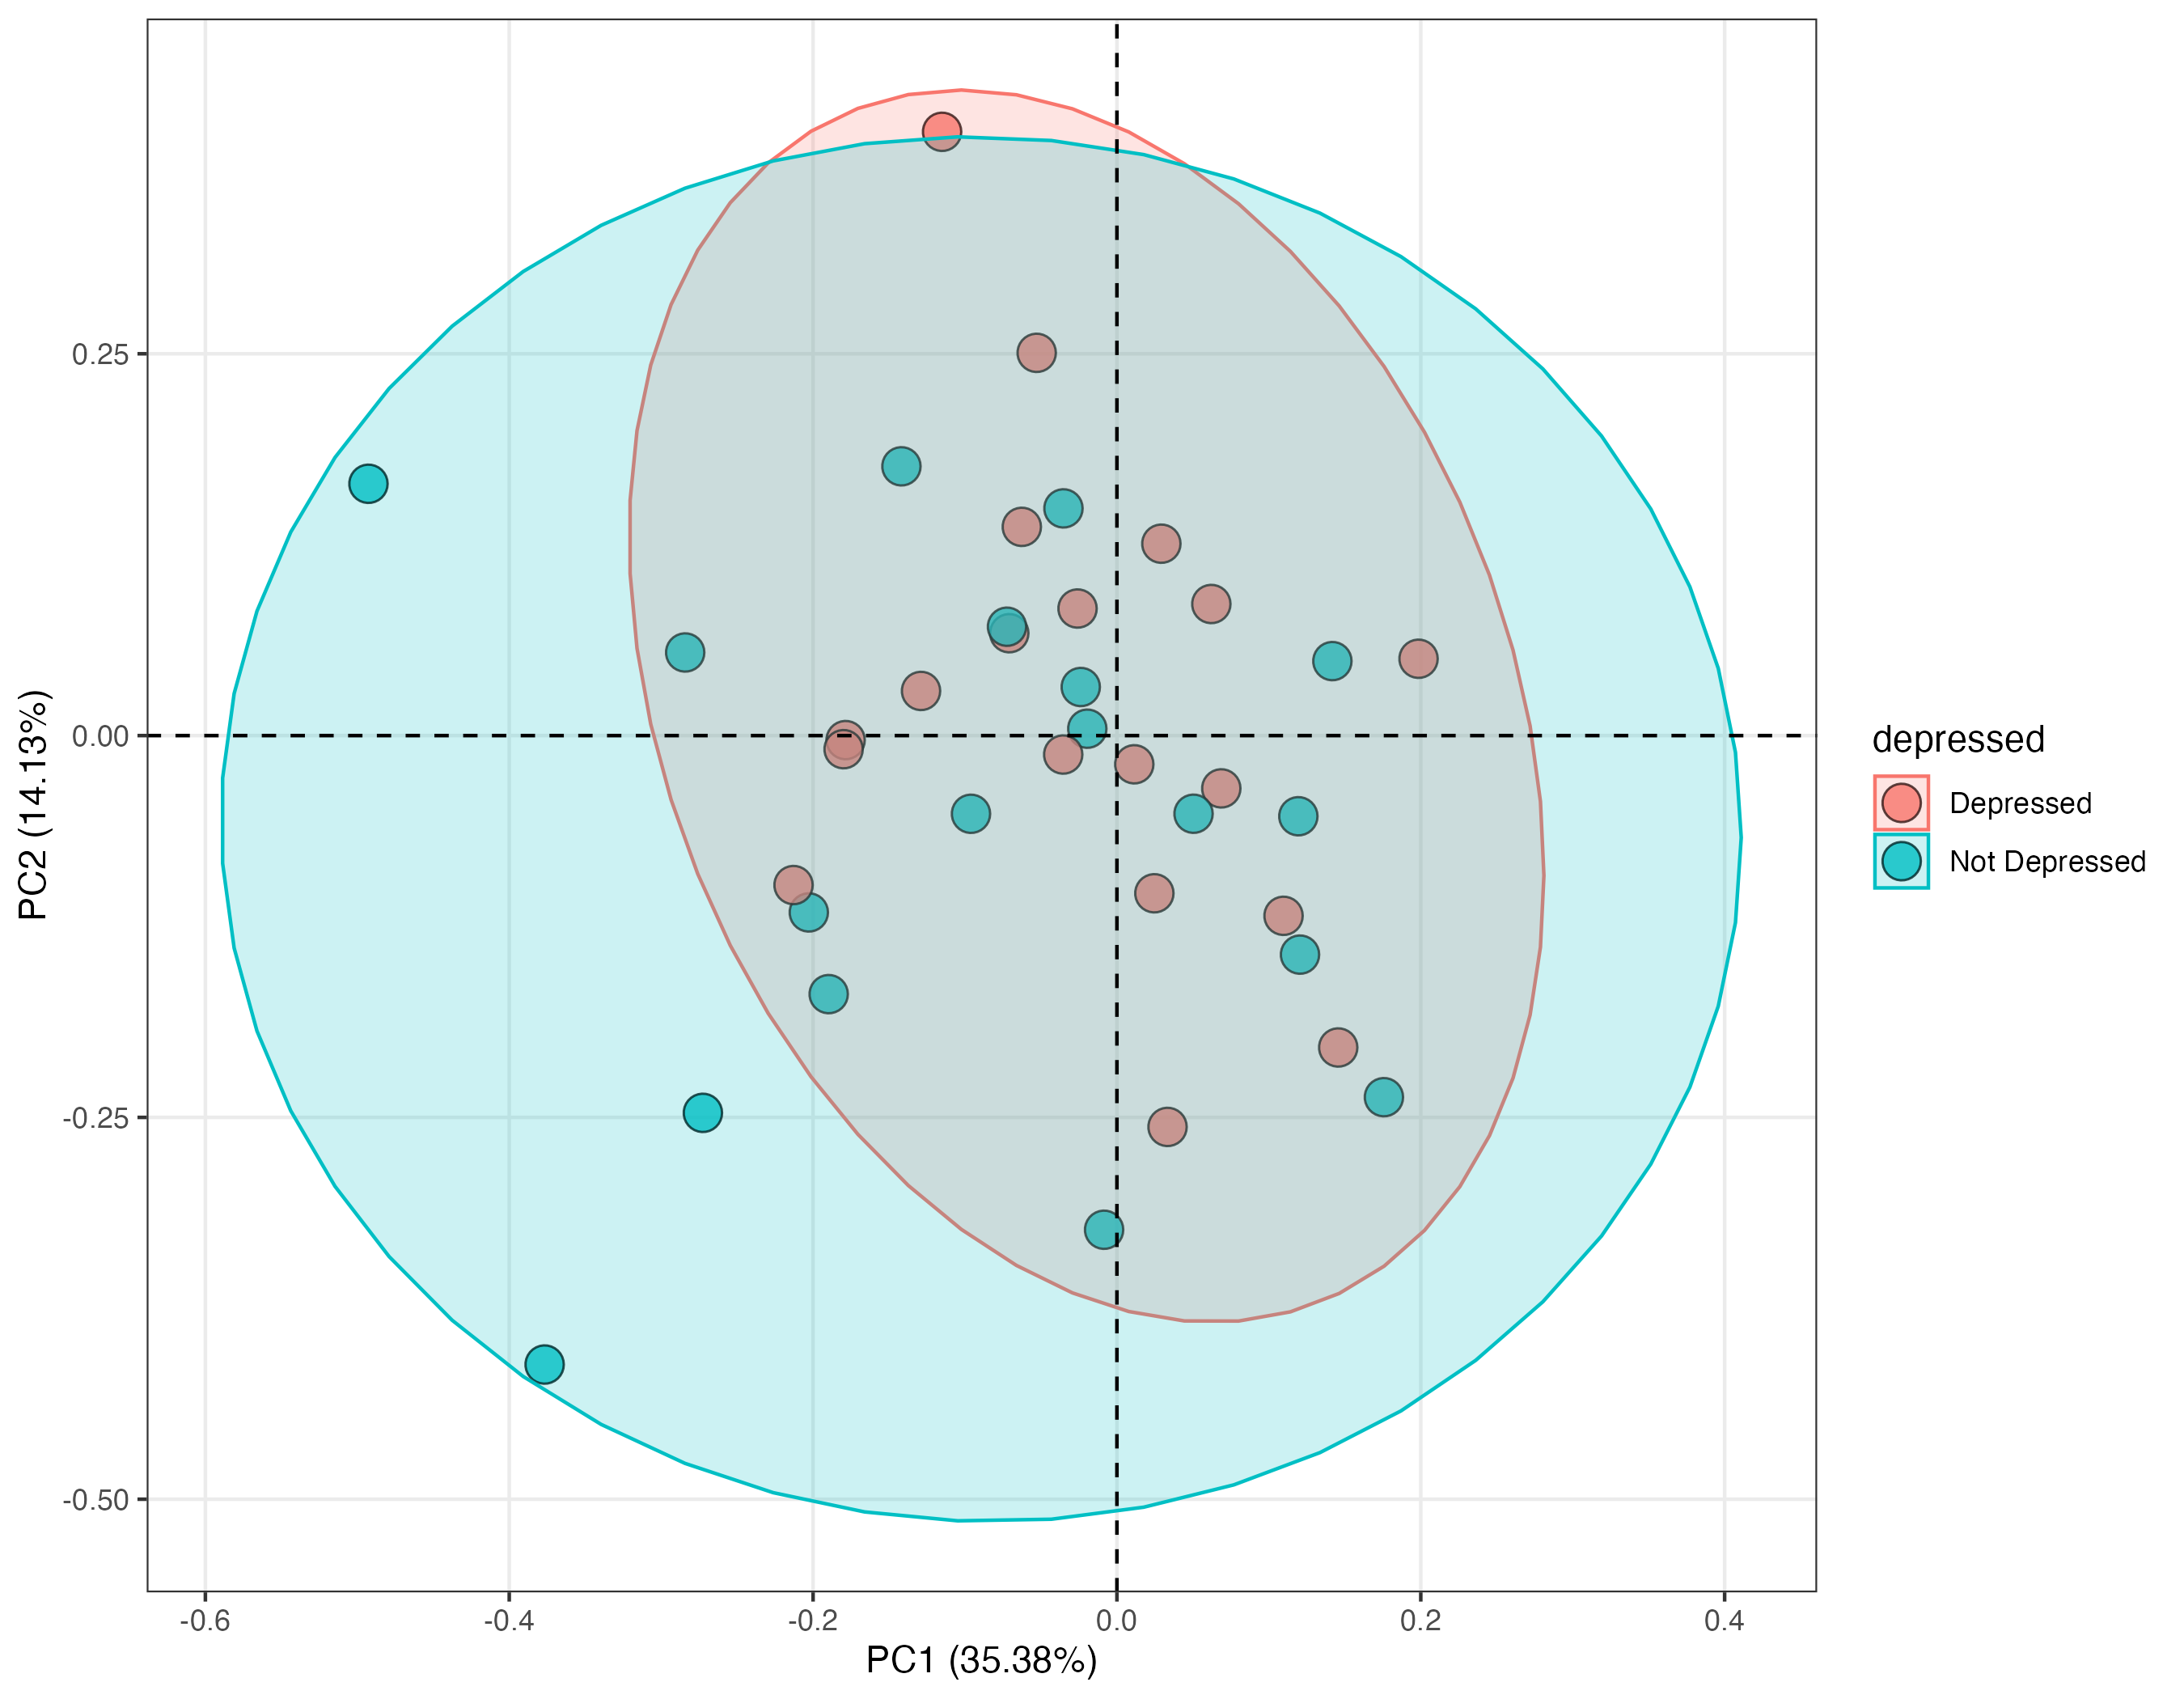 0.25
0.00
-0.25
-0.50
PC2 (14.13%)
-0.6
-0.4
-0.2
0.0
0.2
0.4
PC1 (35.38%)
depressed
Depressed
Not Depressed